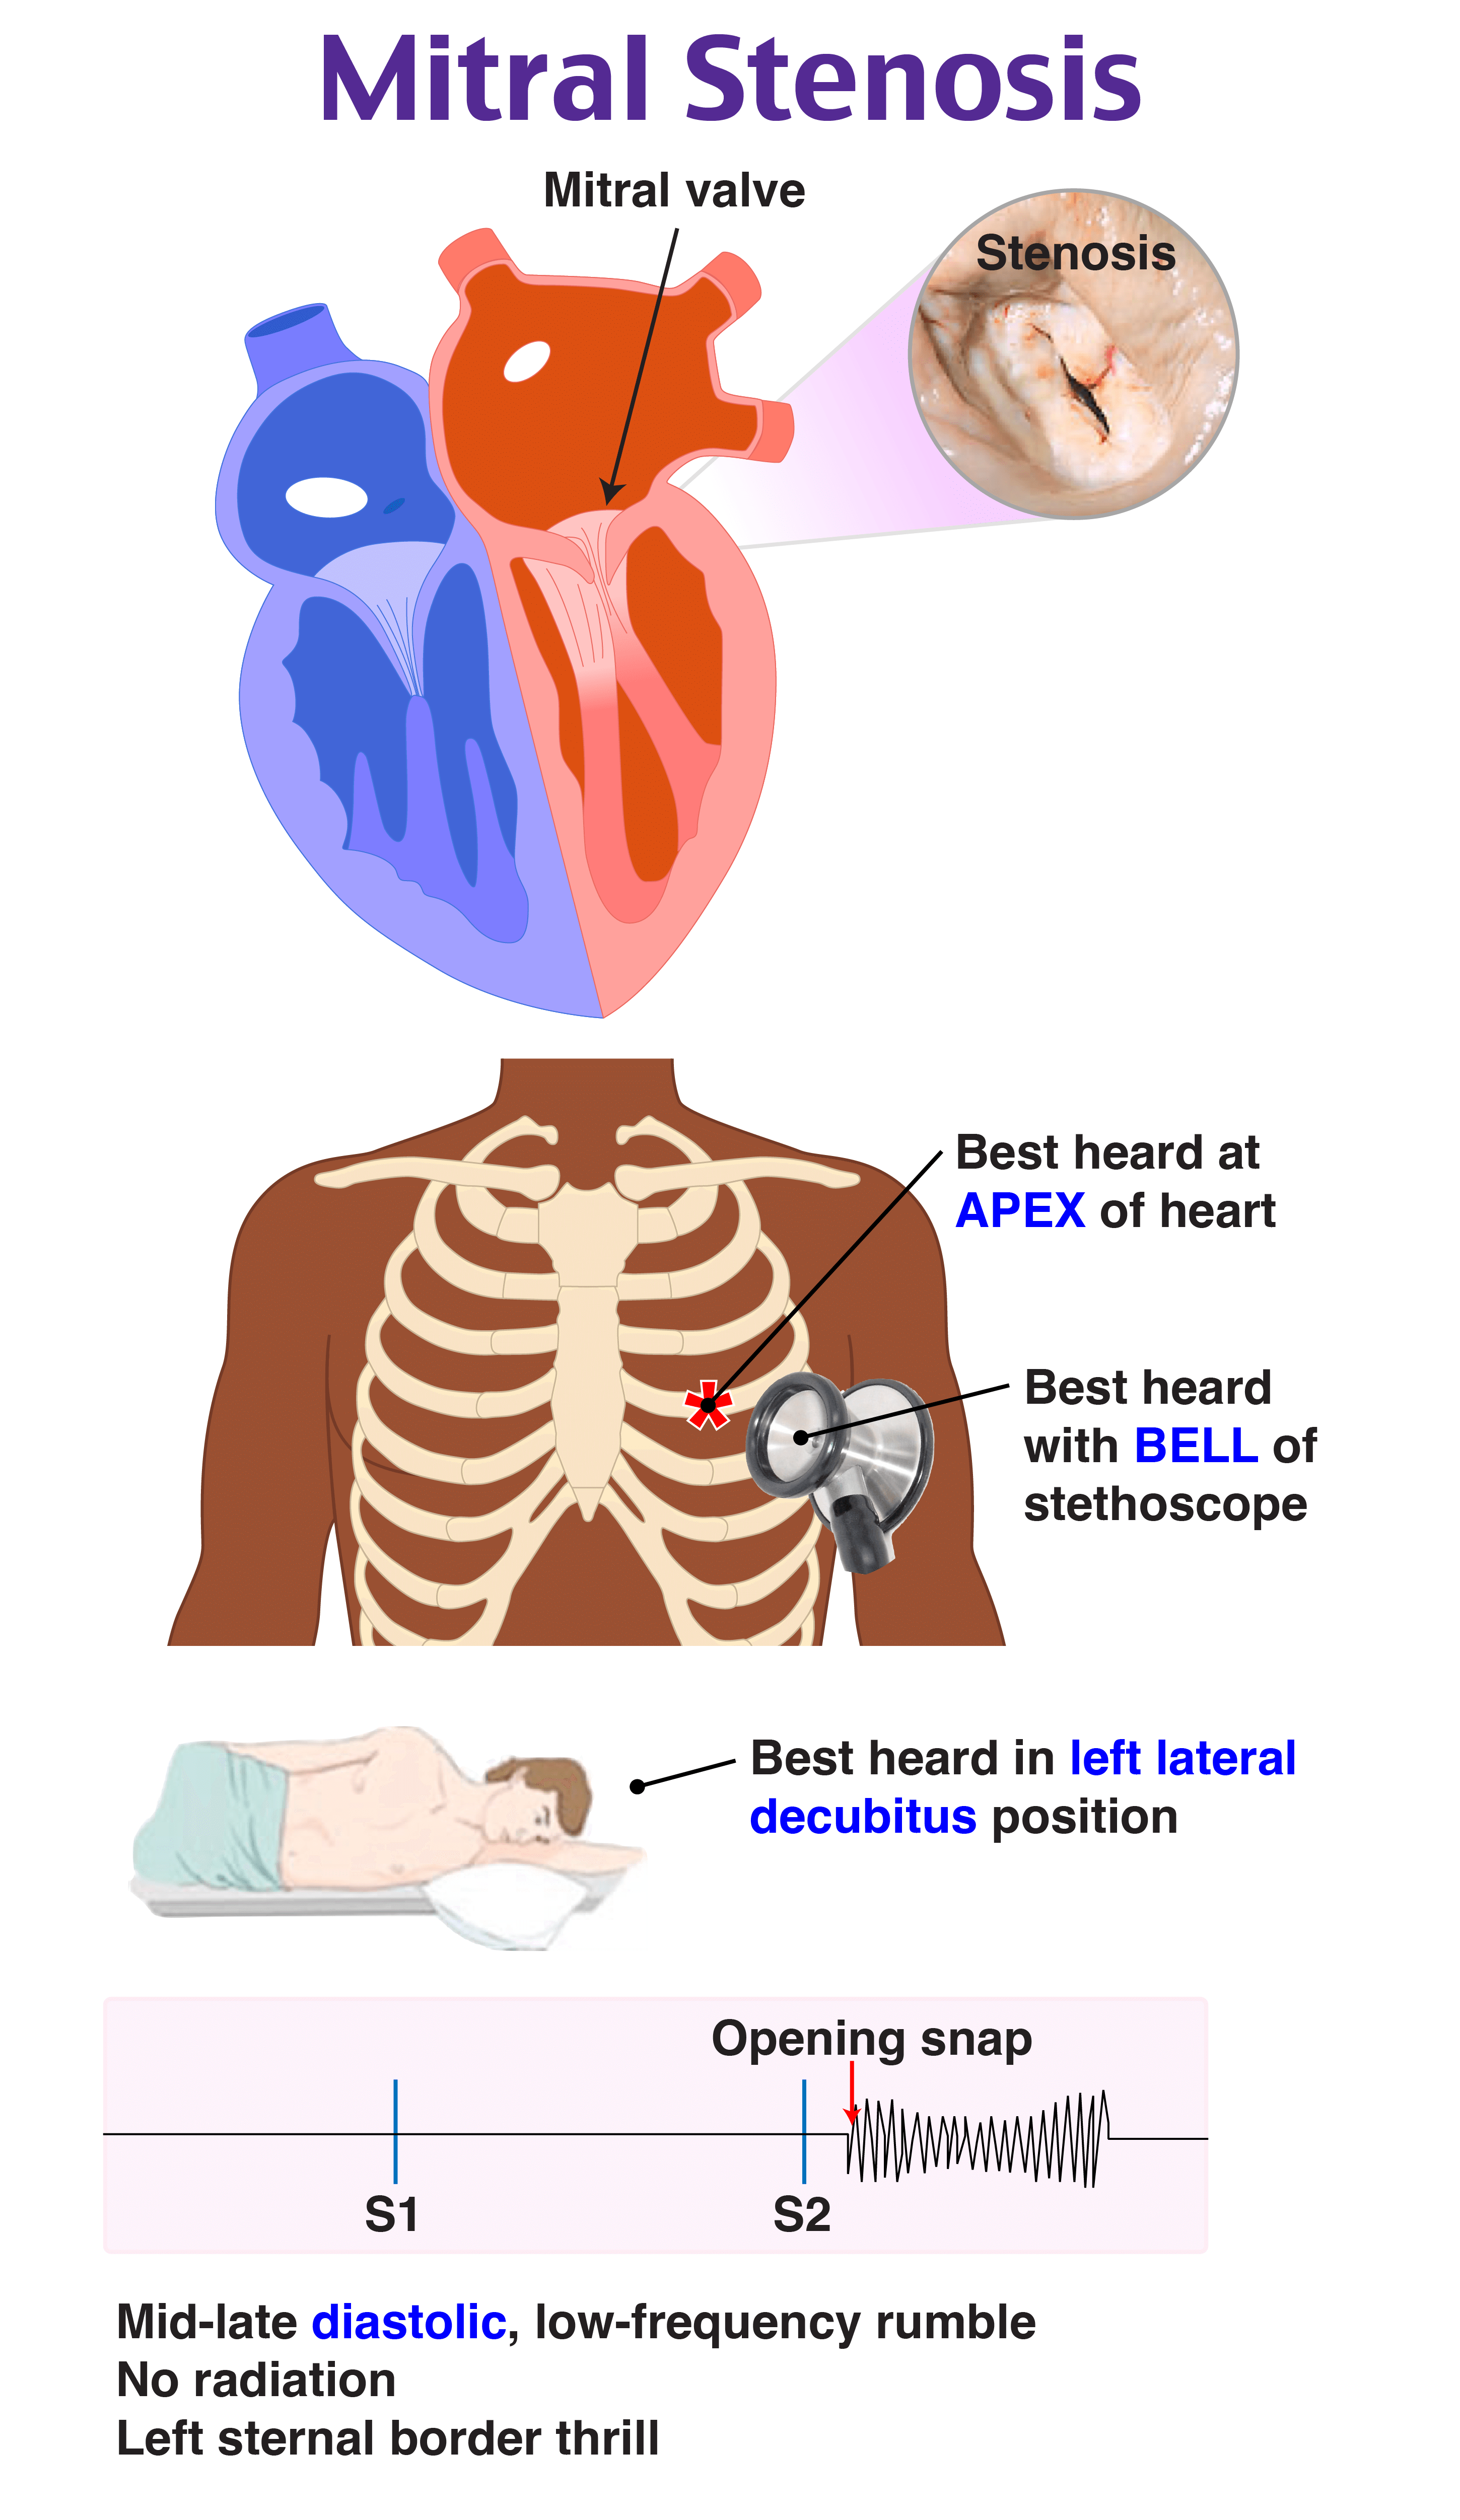 Mitral Stenosis
Mitral valve
Stenosis
Best heard at
APEX of heart
Best heard
with BELL of
stethoscope
Best heard in left lateral
decubitus position
Opening snap
S1
S2
Mid-late diastolic, low-frequency rumble
No radiation
Left sternal border thrill